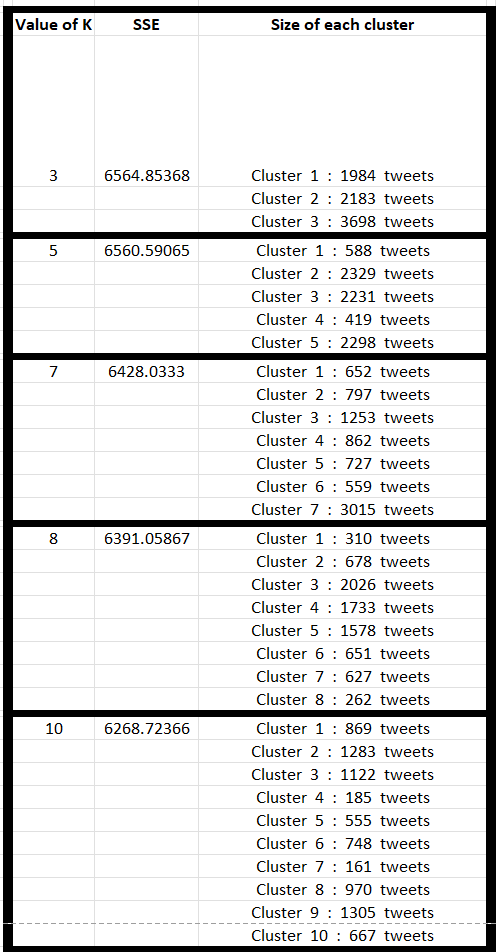 Value of K SSE Size of each cluster
3 6564.85368 Cluster 1 : 1984 tweets
Cluster 2 : 2183 tweets
Cluster 3 : 3698 tweets
5 6560.59065 Cluster 1 : 588 tweets
Cluster 2 : 2329 tweets
Cluster 3 : 2231 tweets
Cluster 4 : 419 tweets
Cluster 5 : 2298 tweets
7 6428.0333 Cluster 1 : 652 tweets
Cluster 2 : 797 tweets
Cluster 3 : 1253 tweets
Cluster 4 : 862 tweets
Cluster 5 : 727 tweets
Cluster 6 : 559 tweets
Cluster 7 : 3015 tweets
8 6391.05867 Cluster 1 : 310 tweets
Cluster 2 : 678 tweets
Cluster 3 : 2026 tweets
Cluster 4 : 1733 tweets
Cluster 5 : 1578 tweets
Cluster 6 : 651 tweets
Cluster 7 : 627 tweets
Cluster 8 : 262 tweets
10 6268.72366 Cluster 1 : 869 tweets
Cluster 2 : 1283 tweets
Cluster 3 : 1122 tweets
Cluster 4 : 185 tweets
Cluster 5 : 555 tweets
Cluster 6 : 748 tweets
Cluster 7 : 161 tweets
Cluster 8 : 970 tweets
Cluster 9 : 1305 tweets
Cluster 10 : 667 tweets